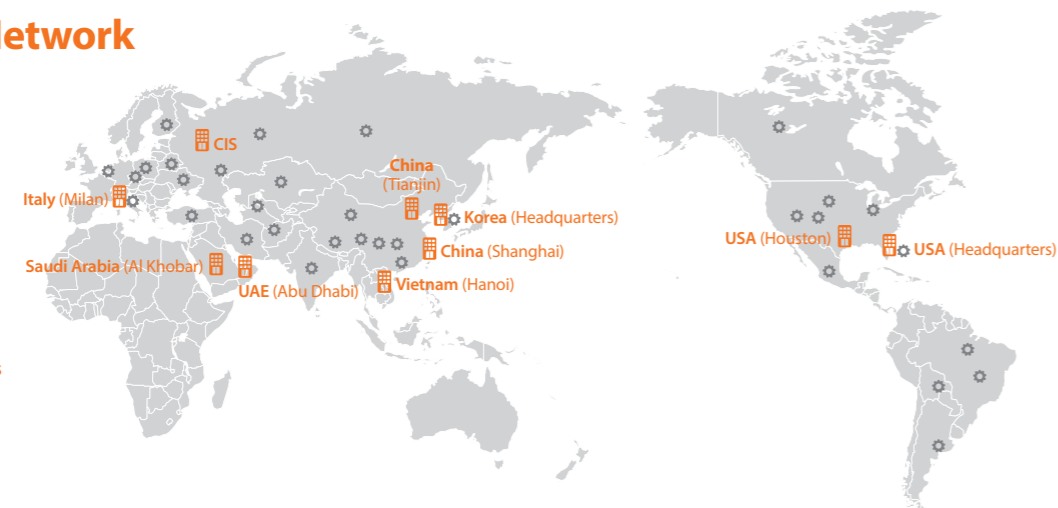 CIS
China
(Tianjin)
Italy (Milan)
Korea (Headquarters)
USA (Houston)
USA (Headquarters)
China (Shanghai)
Saudi Arabia (Al Khobar)
Vietnam (Hanoi)
UAE (Abu Dhabi)